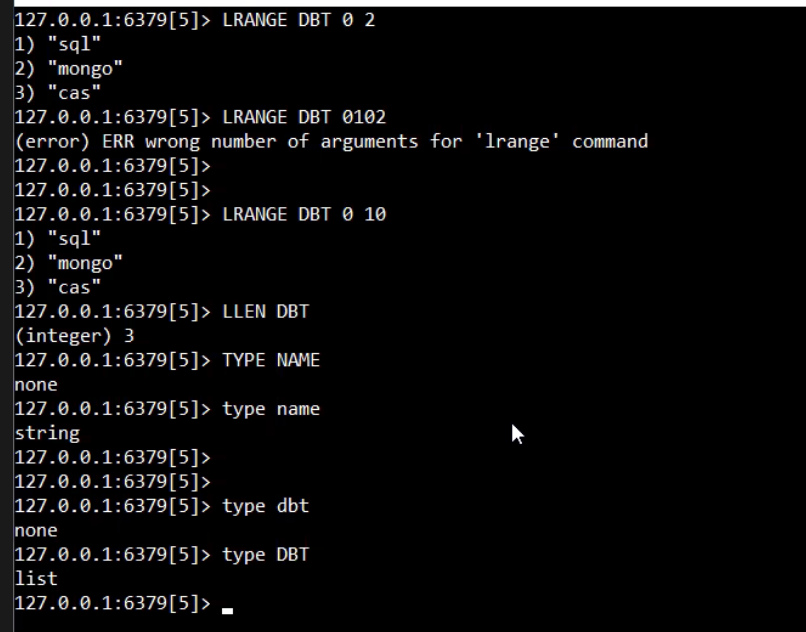 127.0.0.1:6379[5]> LRANGE DBT 0 2
1) "sql"
2) "mongo"
3) "cas"
127.0.0.1:6379[5]> LRANGE DBT 0102
(error) ERR wrong number of arguments for 'lrange' command
127.0.0.1:6379[5]>
127.0.0.1:6379[5]>
127.0.0.1:6379[5]> LRANGE DBT 0 10
1) "sql"
2) "mongo"
3) "cas"
127.0.0.1:6379[5]> LLEN DBT
(integer) 3
127.0.0.1:6379[5]> TYPE NAME
none
127.0.0.1:6379[5]> type name
string
127.0.0.1:6379[5]>
127.0.0.1:6379[5]>
127.0.0.1:6379[5]> type dbt
none
127.0.0.1:6379[5]> type DBT
list
127.0.0.1:6379[5]>